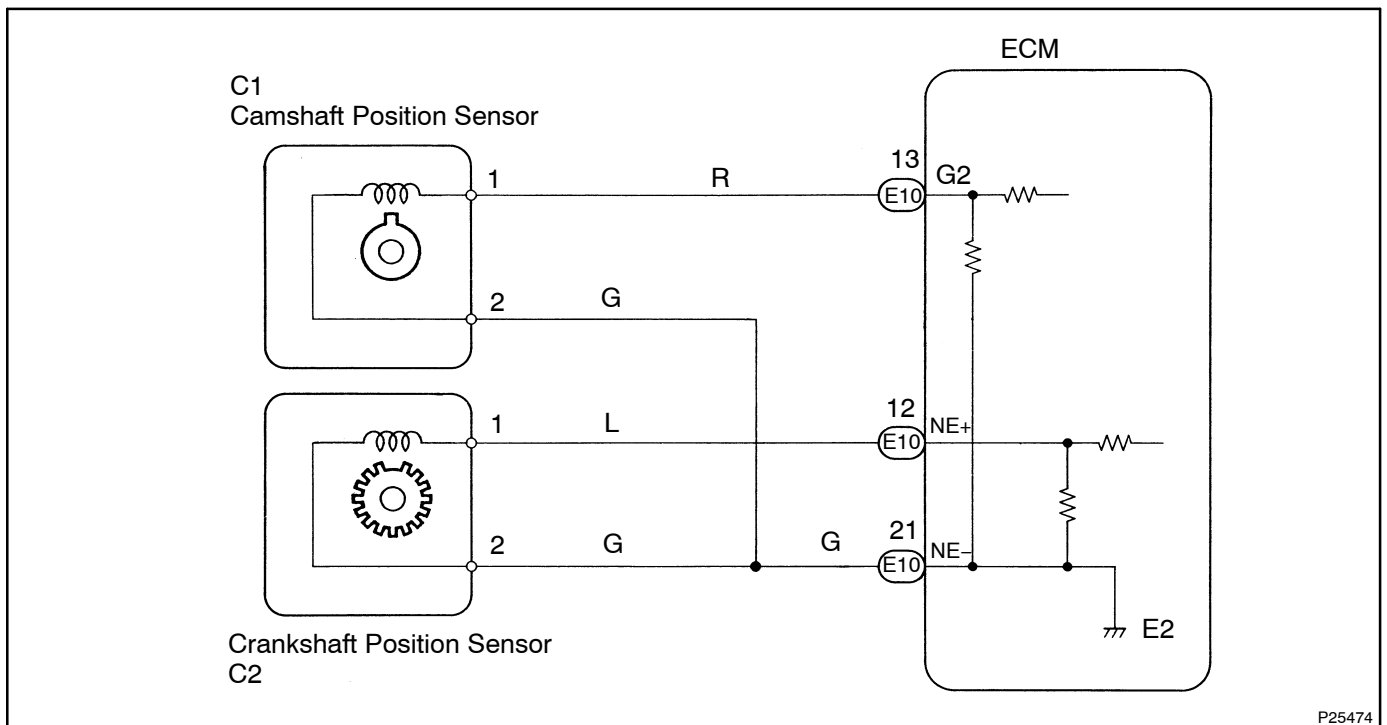 ECM
C1
Camshaft Position Sensor
1
R
13
E10
G2
2
G
1
L
12
E10
NE+
2
G
G
21
E10
NE−
E2
Crankshaft Position Sensor
C2
P25474